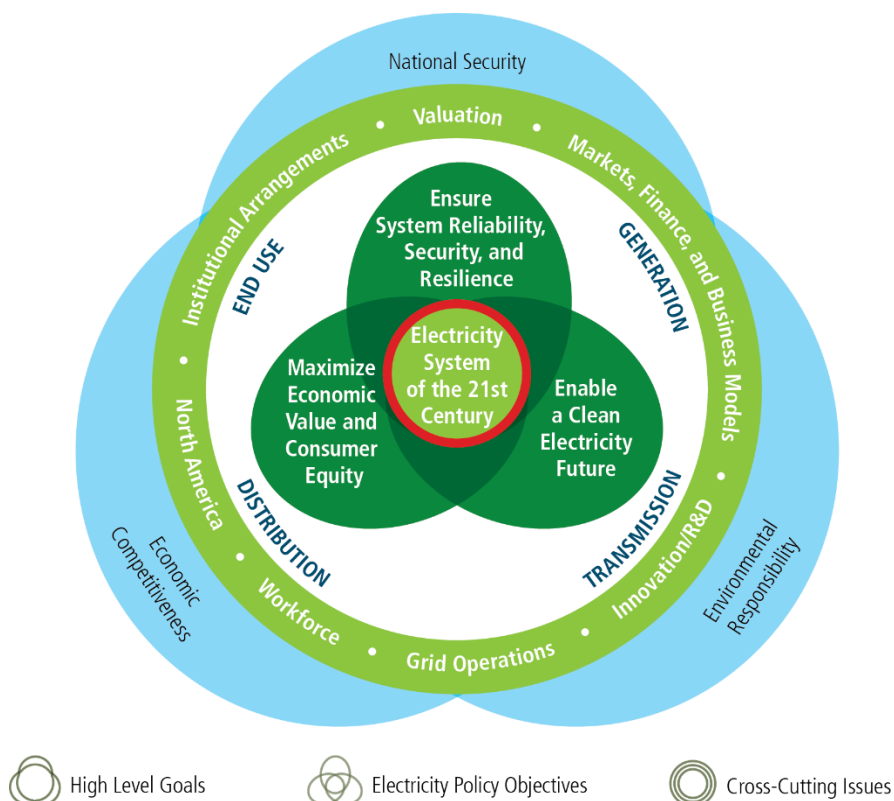 National Security
Valuation
Institutional Arrangements
Markets, Finance, and Business Models
END USE
GENERATION
Ensure
System Reliability,
Security, and
Resilience
Electricity
System
of the 21st
Century
Maximize
Economic
Value and
Consumer
Equity
Enable
a Clean
Electricity
Future
North America
DISTRIBUTION
TRANSMISSION
Innovation/R&D
Workforce
Grid Operations
Economic
Competitiveness
Environmental
Responsibility
High Level Goals
Electricity Policy Objectives
Cross-Cutting Issues